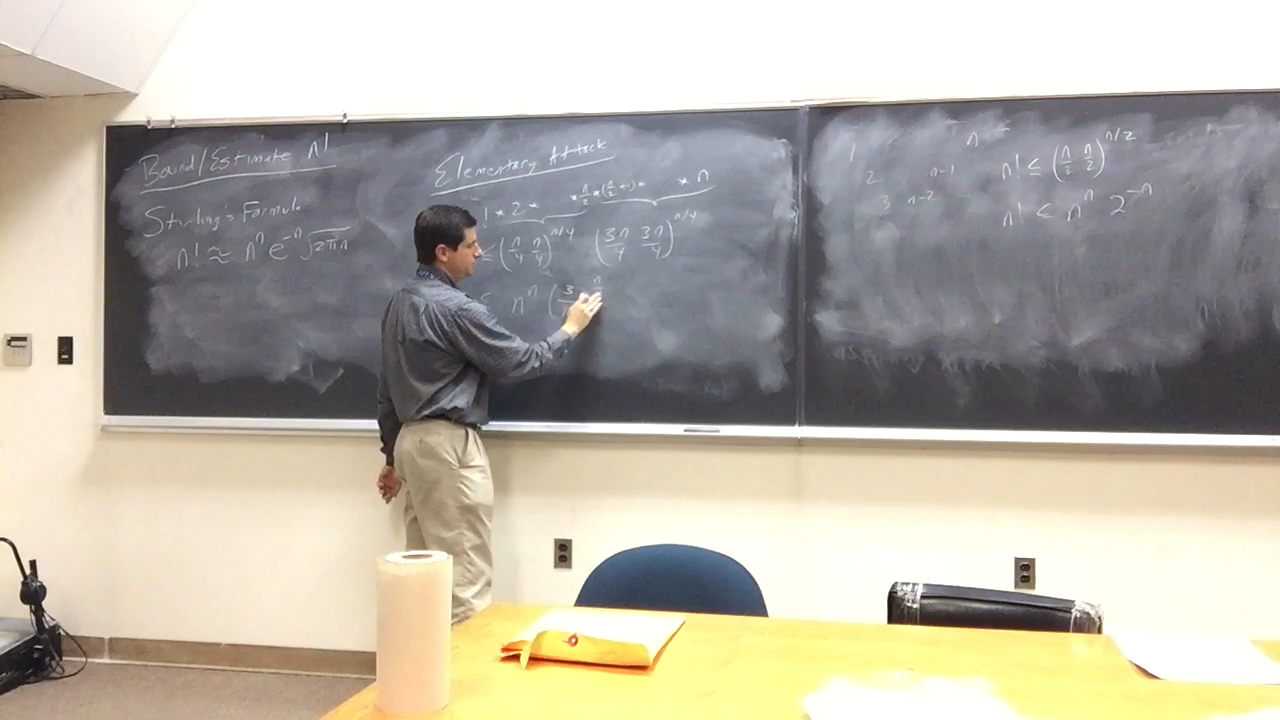 Bound/Estimate n!
Stirling's Formula
n! ≈ nⁿ e⁻ⁿ √2πn
Elementary Attack
1 * 2 * * n/2 * (n/2 + 1) * * n
≤ (n/4 n/4)^(n/4) (3n/4 3n/4)^(n/4)
≤ nⁿ (3
1 n
2 n-1
3 n-2
n! ≤ (n/2 n/2)^(n/2)
n! ≤ nⁿ 2⁻ⁿ